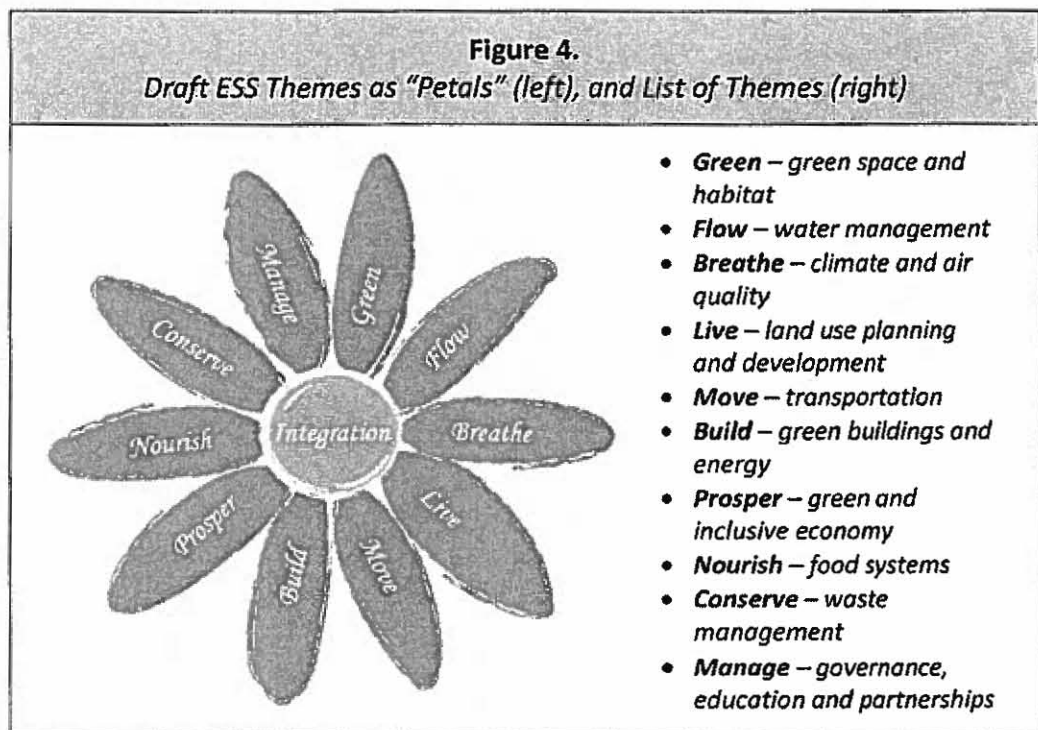 Figure 4.
Draft ESS Themes as "Petals" (left), and List of Themes (right)
Manage
Green
Conserve
Flow
Nourish
Integration
Breathe
Prosper
Live
Build
Move
• Green – green space and
habitat
• Flow – water management
• Breathe – climate and air
quality
• Live – land use planning
and development
• Move – transportation
• Build – green buildings and
energy
• Prosper – green and
inclusive economy
• Nourish – food systems
• Conserve – waste
management
• Manage – governance,
education and partnerships